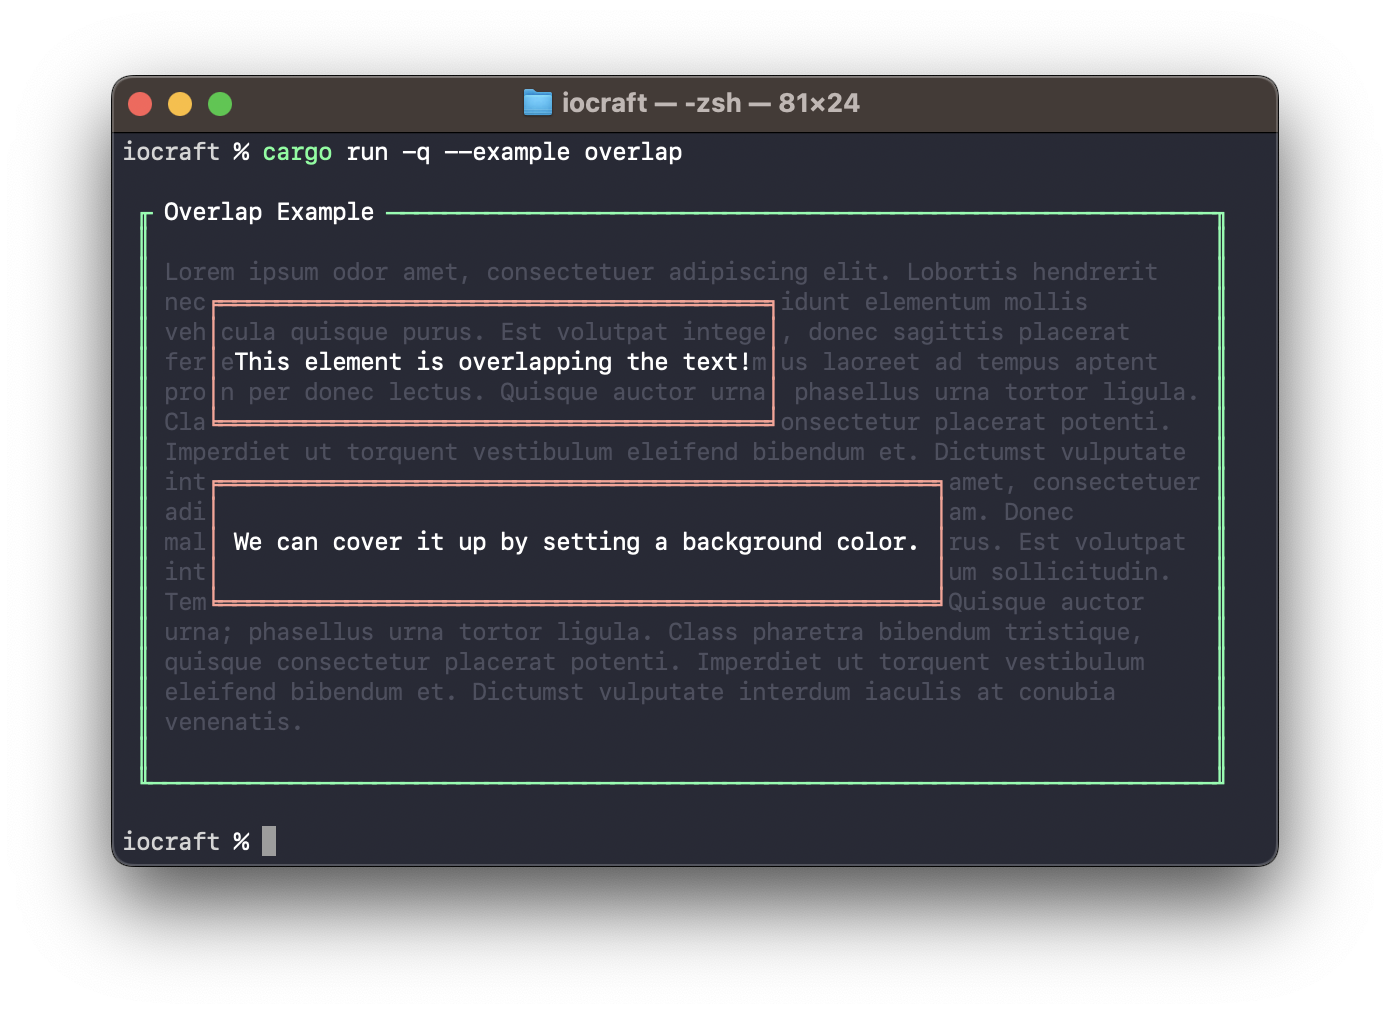 iocraft — -zsh — 81×24
iocraft % cargo run -q --example overlap
Overlap Example
Lorem ipsum odor amet, consectetuer adipiscing elit. Lobortis hendrerit
nec idunt elementum mollis
veh cula quisque purus. Est volutpat intege , donec sagittis placerat
fer e This element is overlapping the text! m us laoreet ad tempus aptent
pro n per donec lectus. Quisque auctor urna phasellus urna tortor ligula.
Cla onsectetur placerat potenti.
Imperdiet ut torquent vestibulum eleifend bibendum et. Dictumst vulputate
int amet, consectetuer
adi am. Donec
mal We can cover it up by setting a background color. rus. Est volutpat
int um sollicitudin.
Tem Quisque auctor
urna; phasellus urna tortor ligula. Class pharetra bibendum tristique,
quisque consectetur placerat potenti. Imperdiet ut torquent vestibulum
eleifend bibendum et. Dictumst vulputate interdum iaculis at conubia
venenatis.
iocraft %